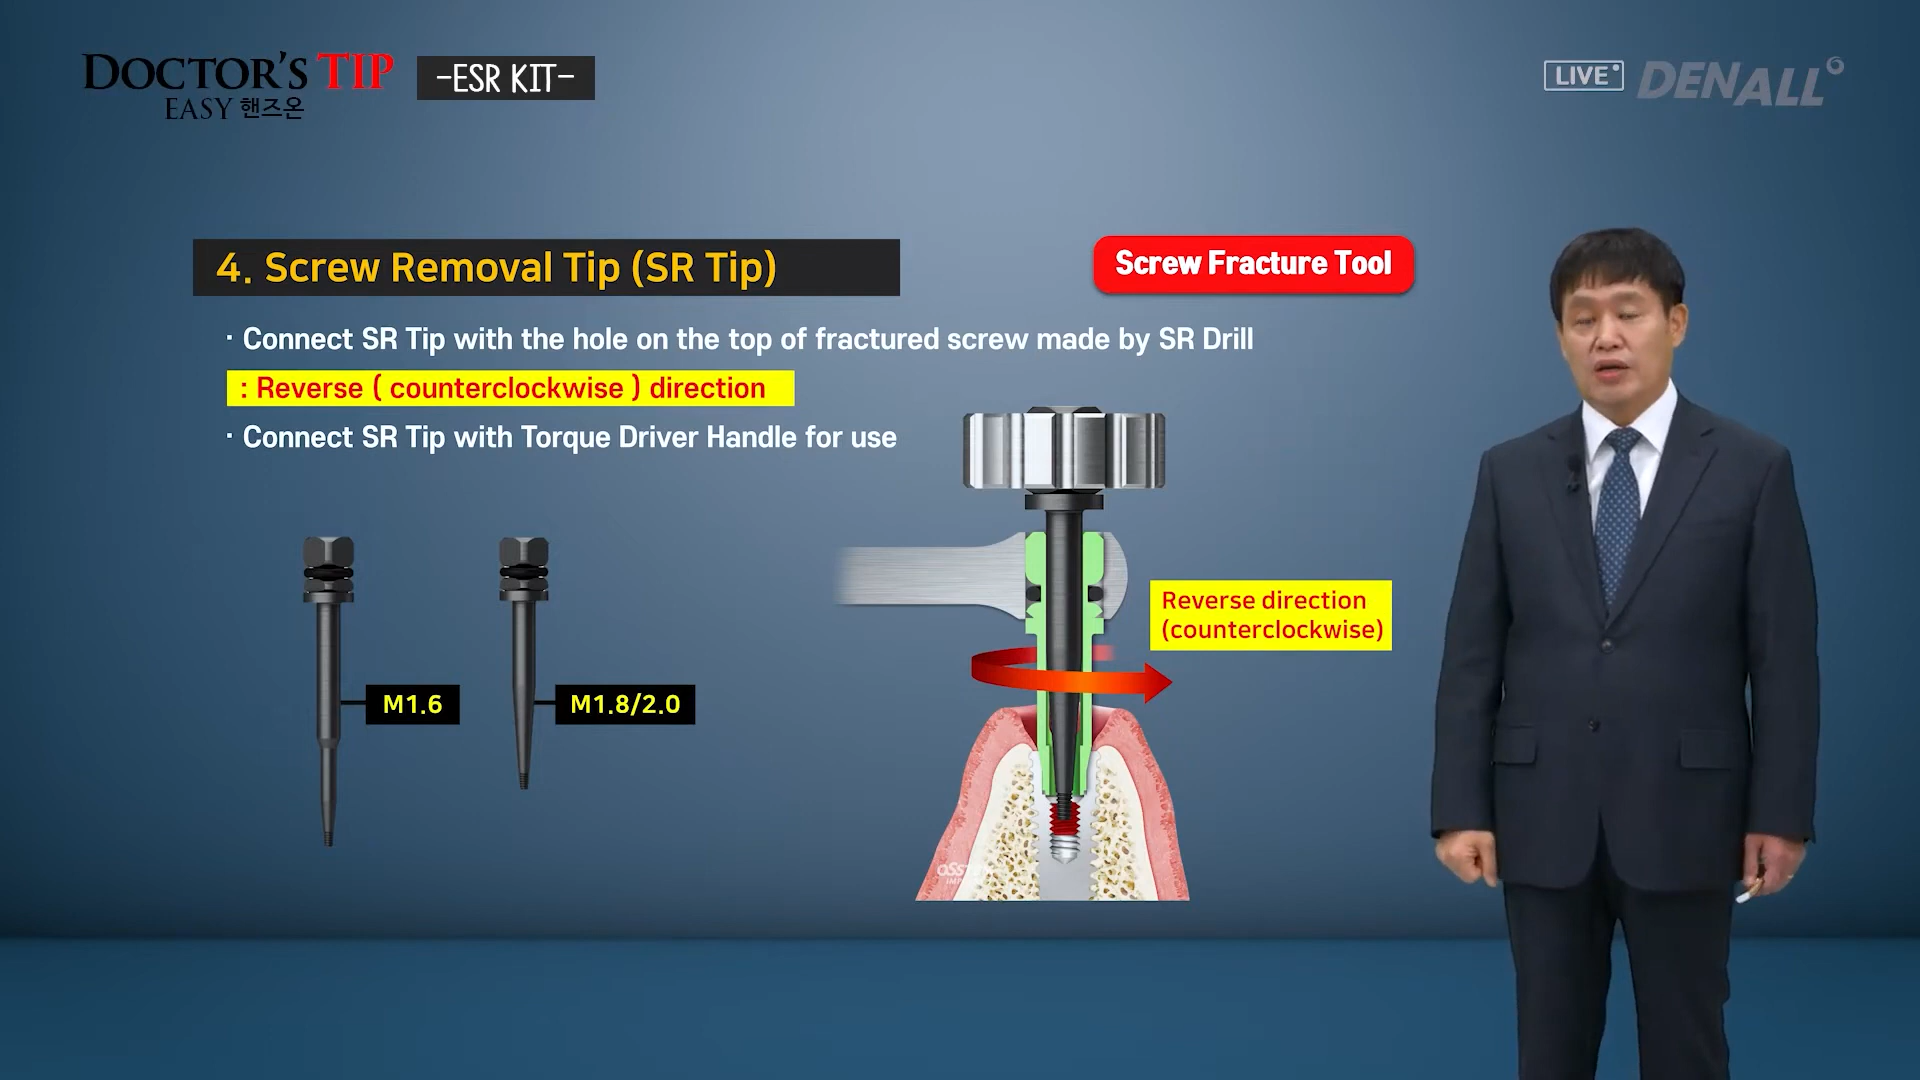 DOCTOR'S TIP
EASY 핸즈온
-ESR KIT-
LIVE
DENALL
4. Screw Removal Tip (SR Tip)
Screw Fracture Tool
· Connect SR Tip with the hole on the top of fractured screw made by SR Drill
: Reverse ( counterclockwise ) direction
· Connect SR Tip with Torque Driver Handle for use
Reverse direction
(counterclockwise)
M1.6
M1.8/2.0